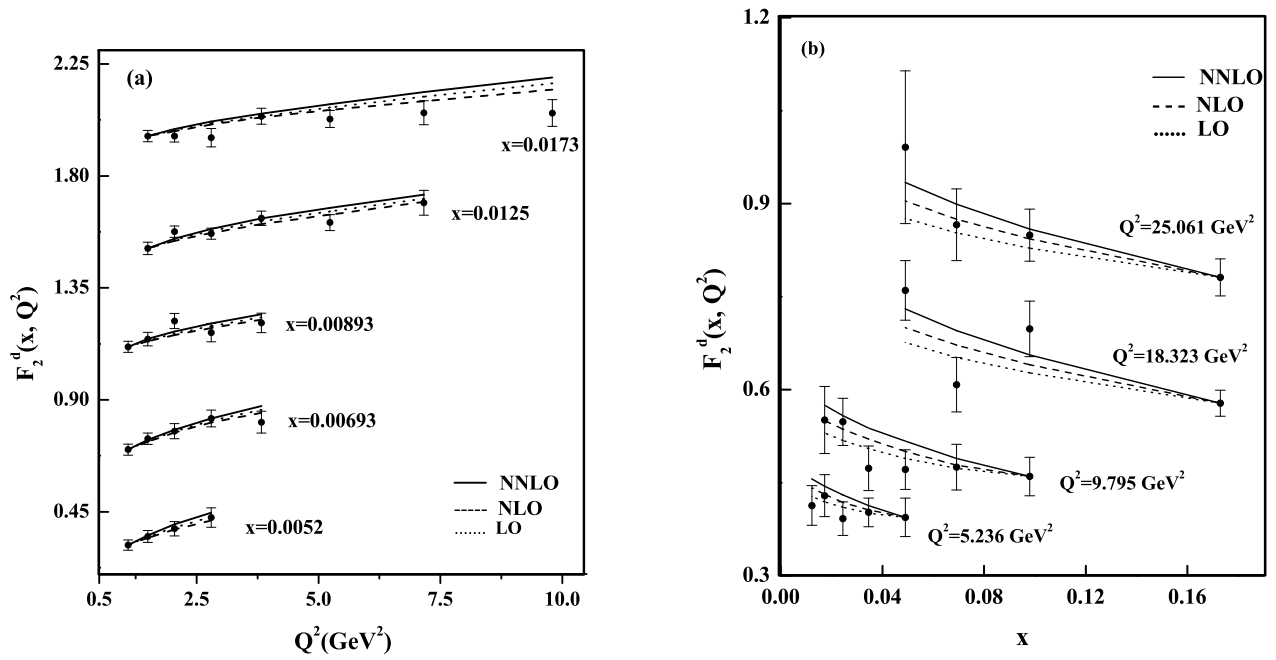 (a)
2.25
1.80
1.35
0.90
0.45
F₂ᵈ(x, Q²)
x=0.0173
x=0.0125
x=0.00893
x=0.00693
x=0.0052
NNLO
NLO
LO
0.5 2.5 5.0 7.5 10.0
Q²(GeV²)
(b)
1.2
0.9
0.6
0.3
F₂ᵈ(x, Q²)
NNLO
NLO
LO
Q²=25.061 GeV²
Q²=18.323 GeV²
Q²=9.795 GeV²
Q²=5.236 GeV²
0.00 0.04 0.08 0.12 0.16
x